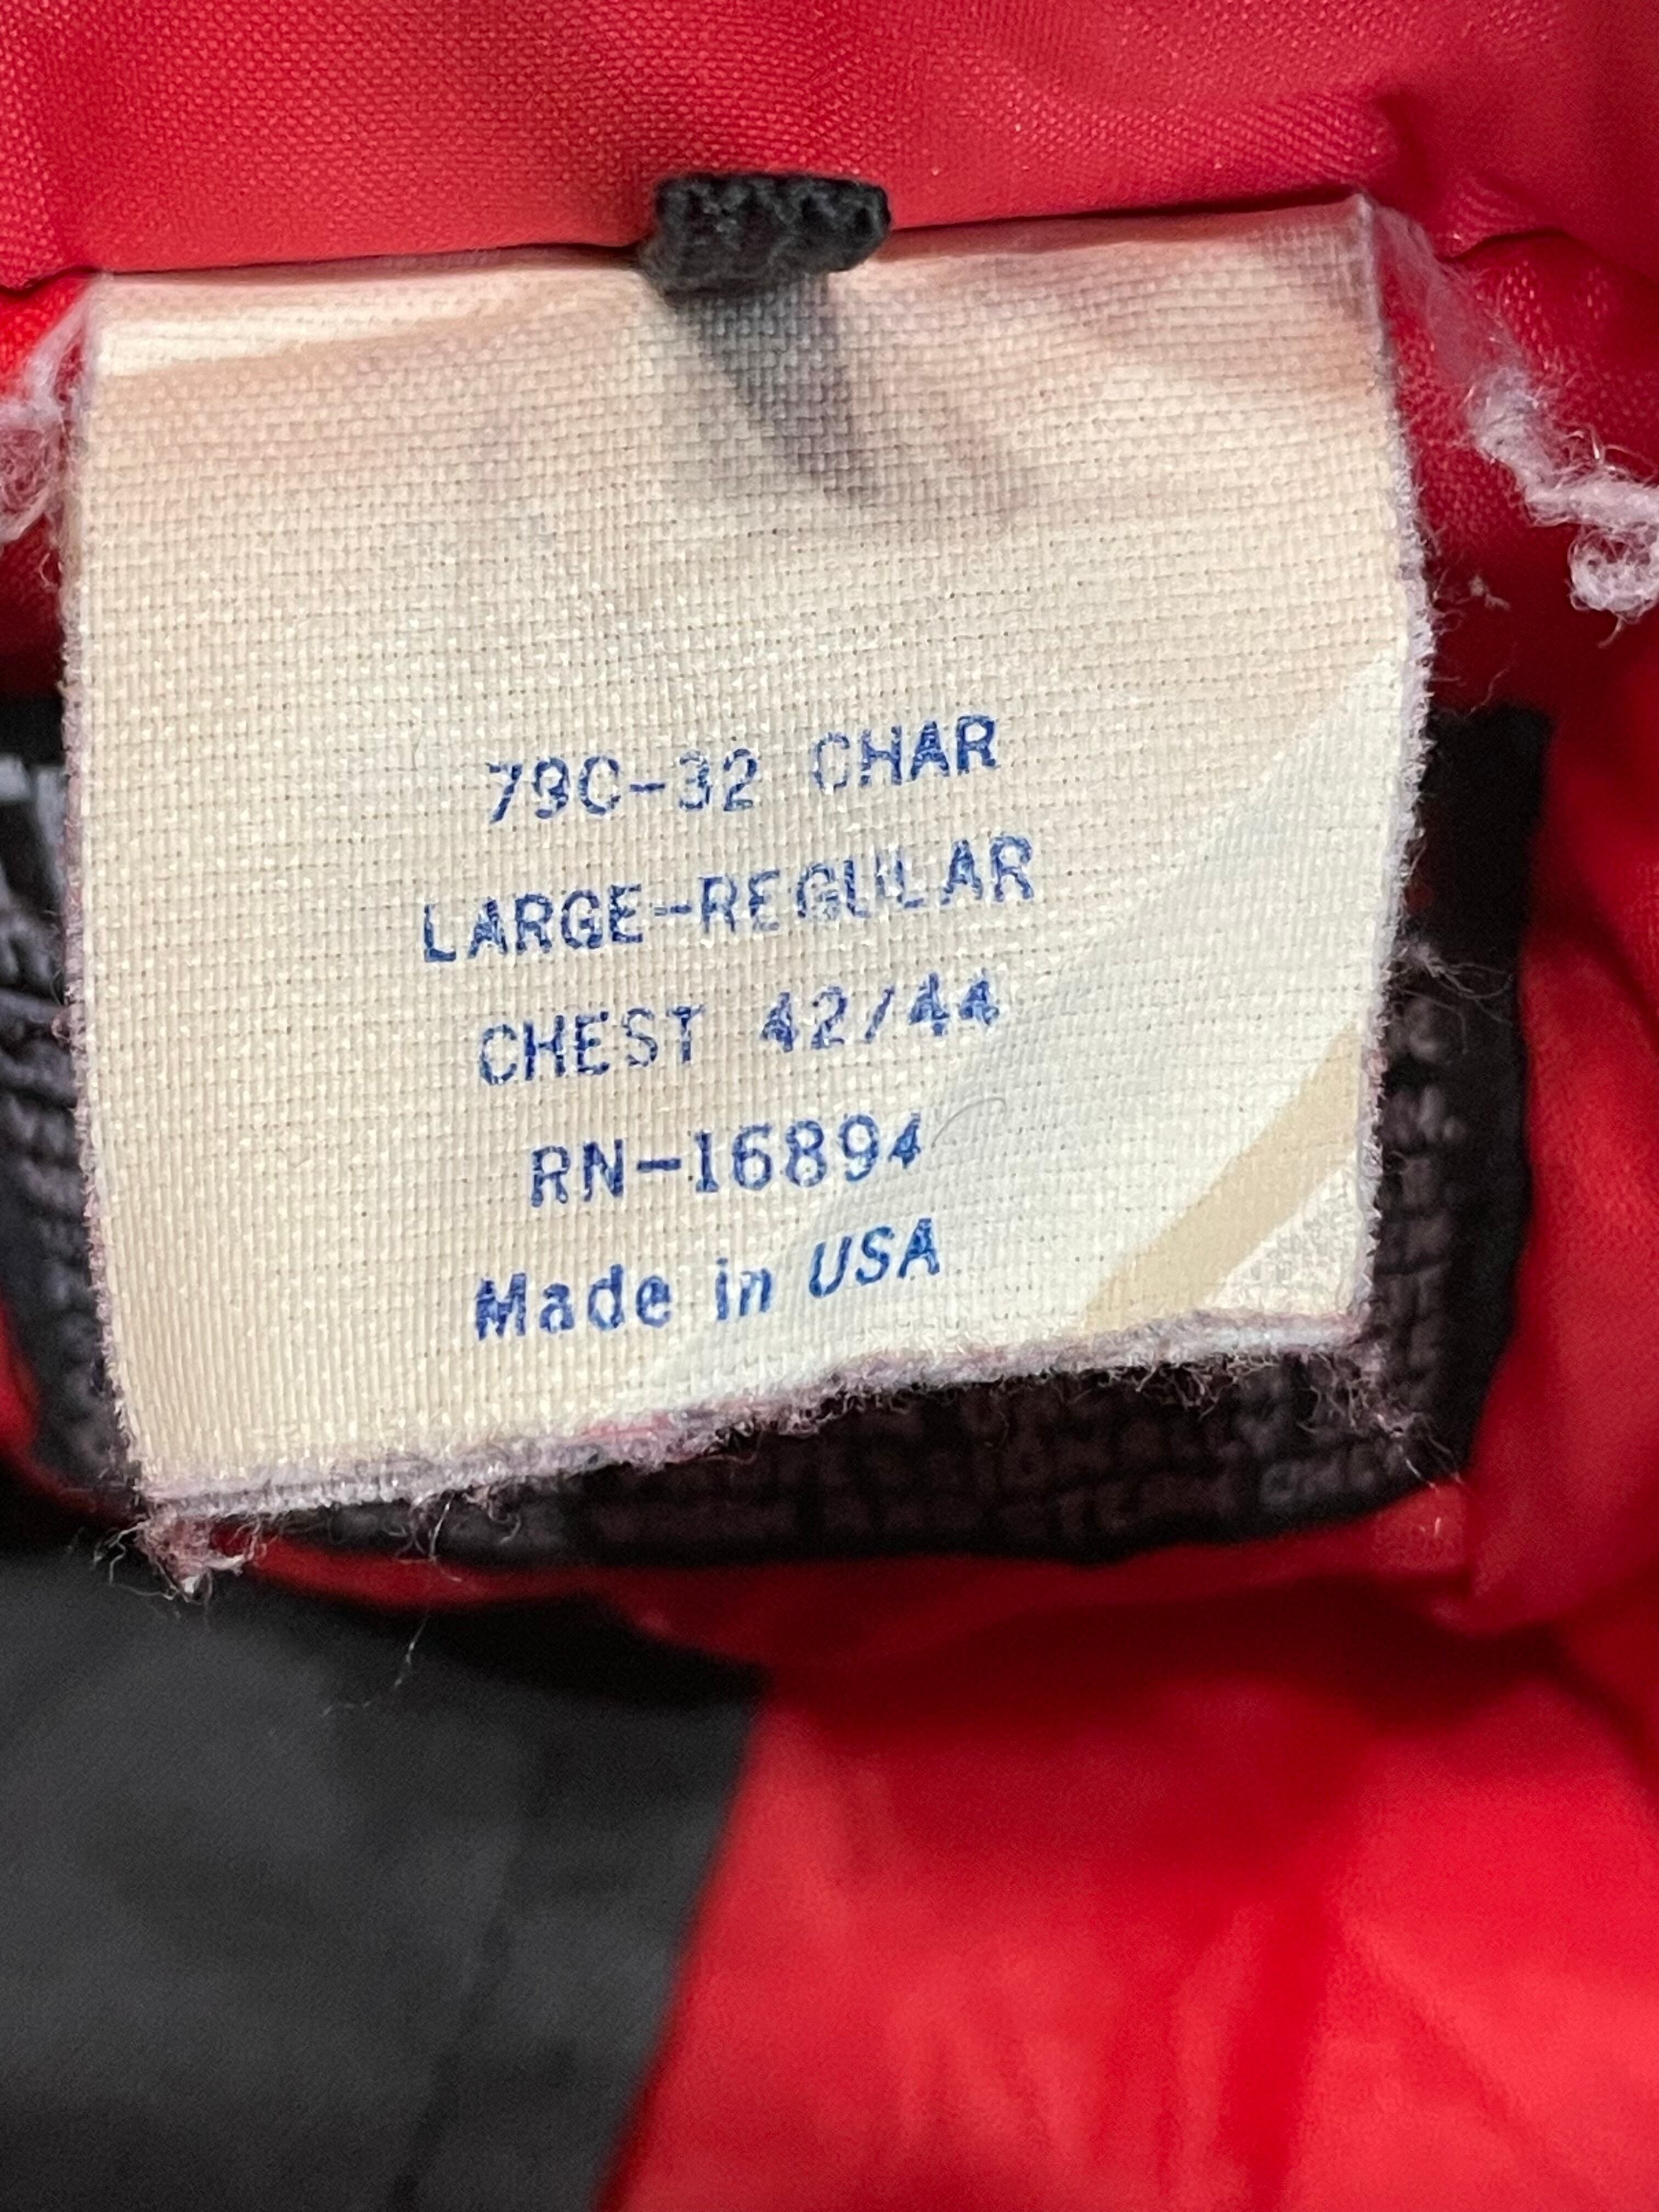 79C-32 CHAR
LARGE-REGULAR
CHEST 42/44
RN-16894
Made in USA